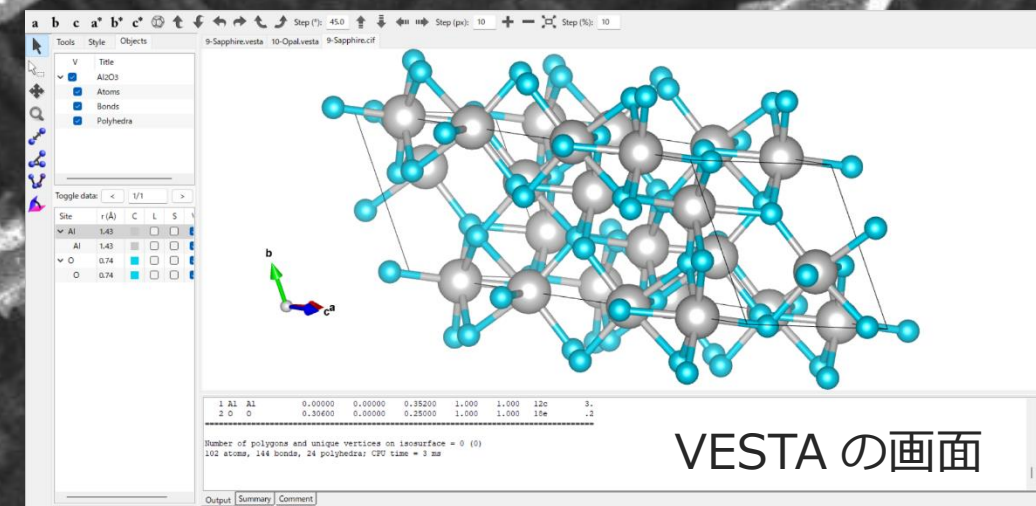 a b c a* b* c* Step (°): 45.0 Step (px): 10 Step (%): 10
Tools Style Objects
9-Sapphire.vesta 10-Opal.vesta 9-Sapphire.cif
V Title
Al2O3
Atoms
Bonds
Polyhedra
Toggle data: < 1/1 >
Site r (Å) C L S
Al 1.43
Al 1.43
O 0.74
O 0.74
b
c a
1 Al Al 0.00000 0.00000 0.35200 1.000 1.000 12c 3.
2 O O 0.30600 0.00000 0.25000 1.000 1.000 18e .2
Number of polygons and unique vertices on isosurface = 0 (0)
102 atoms, 144 bonds, 24 polyhedra; CPU time = 3 ms
VESTA の画面
Output Summary Comment